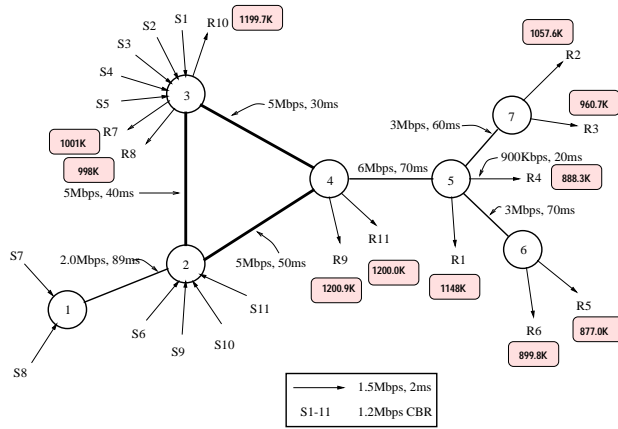 S1
R10
1199.7K
S2
S3
S4
S5
3
R7
R8
1001K
998K
5Mbps, 30ms
5Mbps, 40ms
1057.6K
R2
7
960.7K
R3
3Mbps, 60ms
900Kbps, 20ms
4
6Mbps, 70ms
5
R4
888.3K
3Mbps, 70ms
S7
2.0Mbps, 89ms
2
5Mbps, 50ms
R9
R11
1200.9K
1200.0K
R1
1148K
6
1
S8
S6
S9
S10
S11
R5
877.0K
R6
899.8K
1.5Mbps, 2ms
S1-11 1.2Mbps CBR